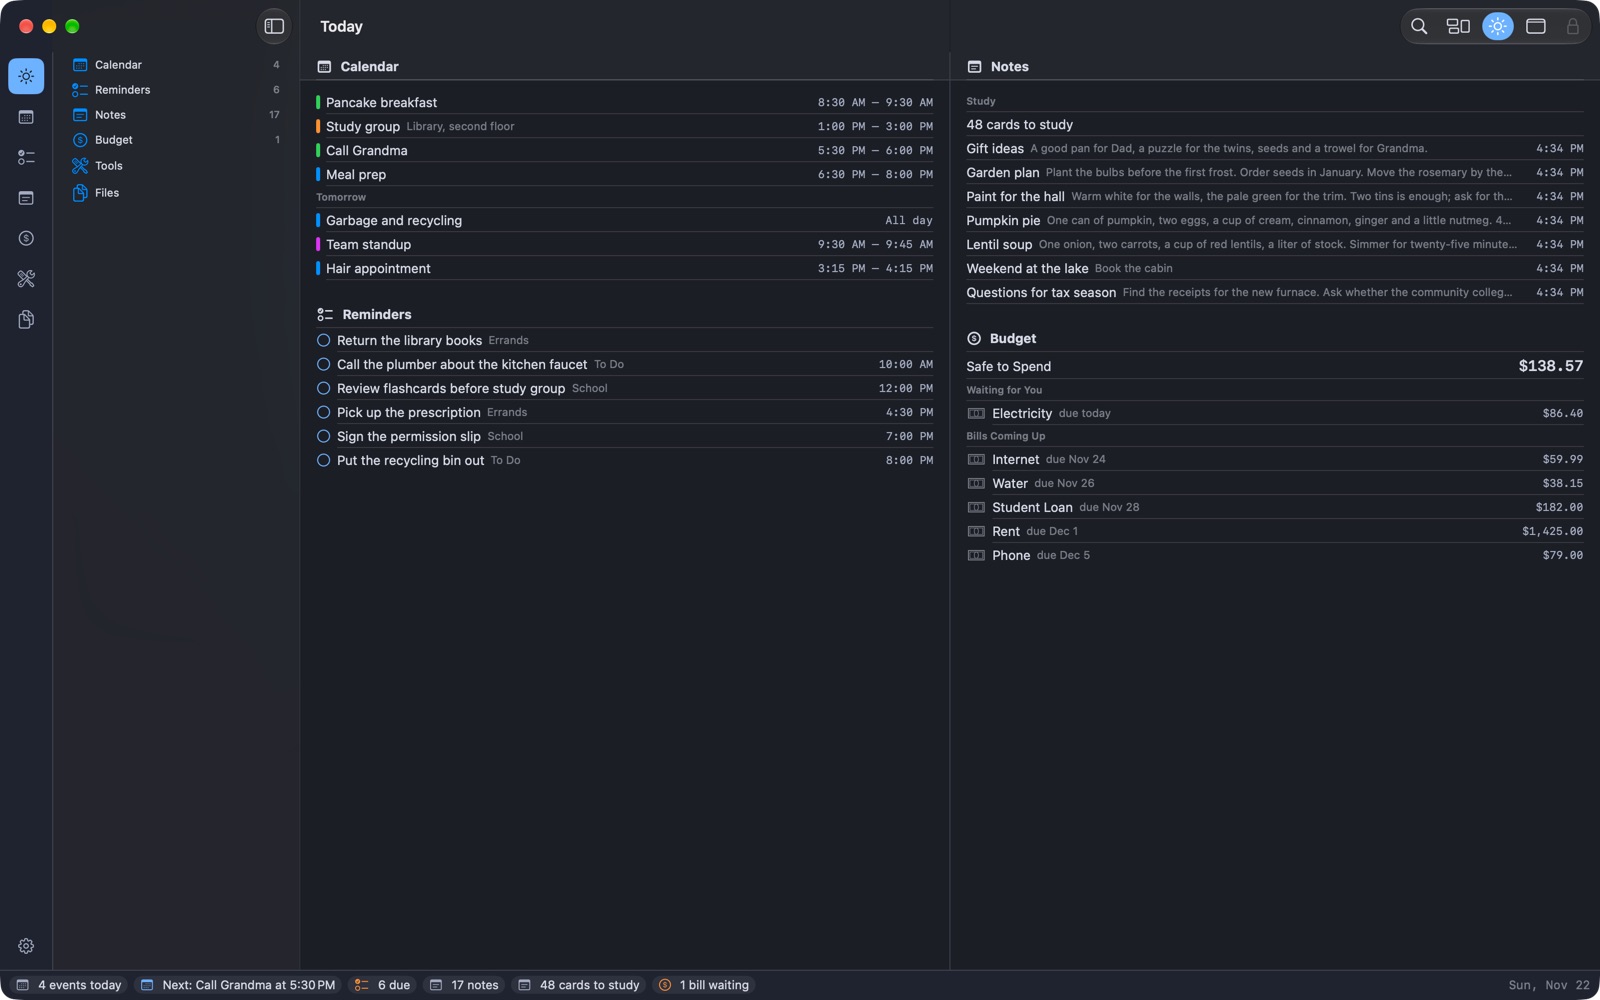 Today
Calendar 4
Reminders 6
Notes 17
Budget 1
Tools
Files
Calendar
Pancake breakfast 8:30 AM – 9:30 AM
Study group Library, second floor 1:00 PM – 3:00 PM
Call Grandma 5:30 PM – 6:00 PM
Meal prep 6:30 PM – 8:00 PM
Tomorrow
Garbage and recycling All day
Team standup 9:30 AM – 9:45 AM
Hair appointment 3:15 PM – 4:15 PM
Reminders
Return the library books Errands
Call the plumber about the kitchen faucet To Do 10:00 AM
Review flashcards before study group School 12:00 PM
Pick up the prescription Errands 4:30 PM
Sign the permission slip School 7:00 PM
Put the recycling bin out To Do 8:00 PM
Notes
Study
48 cards to study
Gift ideas A good pan for Dad, a puzzle for the twins, seeds and a trowel for Grandma. 4:34 PM
Garden plan Plant the bulbs before the first frost. Order seeds in January. Move the rosemary by the... 4:34 PM
Paint for the hall Warm white for the walls, the pale green for the trim. Two tins is enough; ask for th... 4:34 PM
Pumpkin pie One can of pumpkin, two eggs, a cup of cream, cinnamon, ginger and a little nutmeg. 4... 4:34 PM
Lentil soup One onion, two carrots, a cup of red lentils, a liter of stock. Simmer for twenty-five minute... 4:34 PM
Weekend at the lake Book the cabin 4:34 PM
Questions for tax season Find the receipts for the new furnace. Ask whether the community colleg... 4:34 PM
Budget
Safe to Spend $138.57
Waiting for You
Electricity due today $86.40
Bills Coming Up
Internet due Nov 24 $59.99
Water due Nov 26 $38.15
Student Loan due Nov 28 $182.00
Rent due Dec 1 $1,425.00
Phone due Dec 5 $79.00
4 events today Next: Call Grandma at 5:30 PM 6 due 17 notes 48 cards to study 1 bill waiting Sun, Nov 22